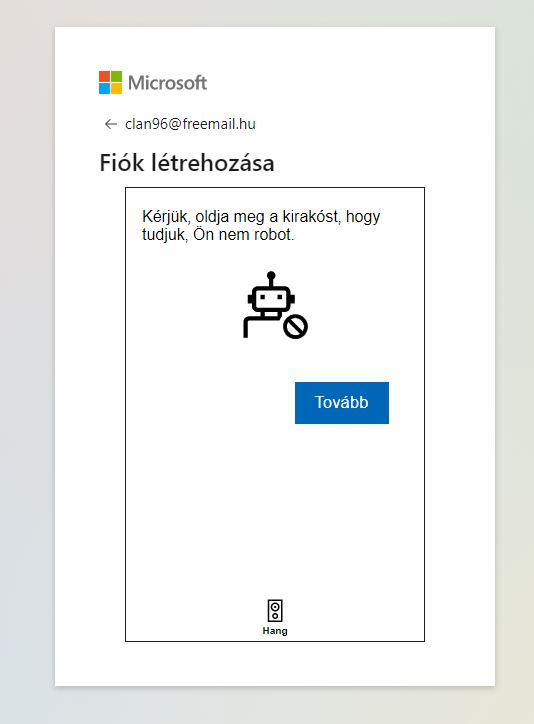 Microsoft
clan96@freemail.hu
Fiók létrehozása
Kérjük, oldja meg a kirakóst, hogy
tudjuk, Ön nem robot.
Tovább
Hang